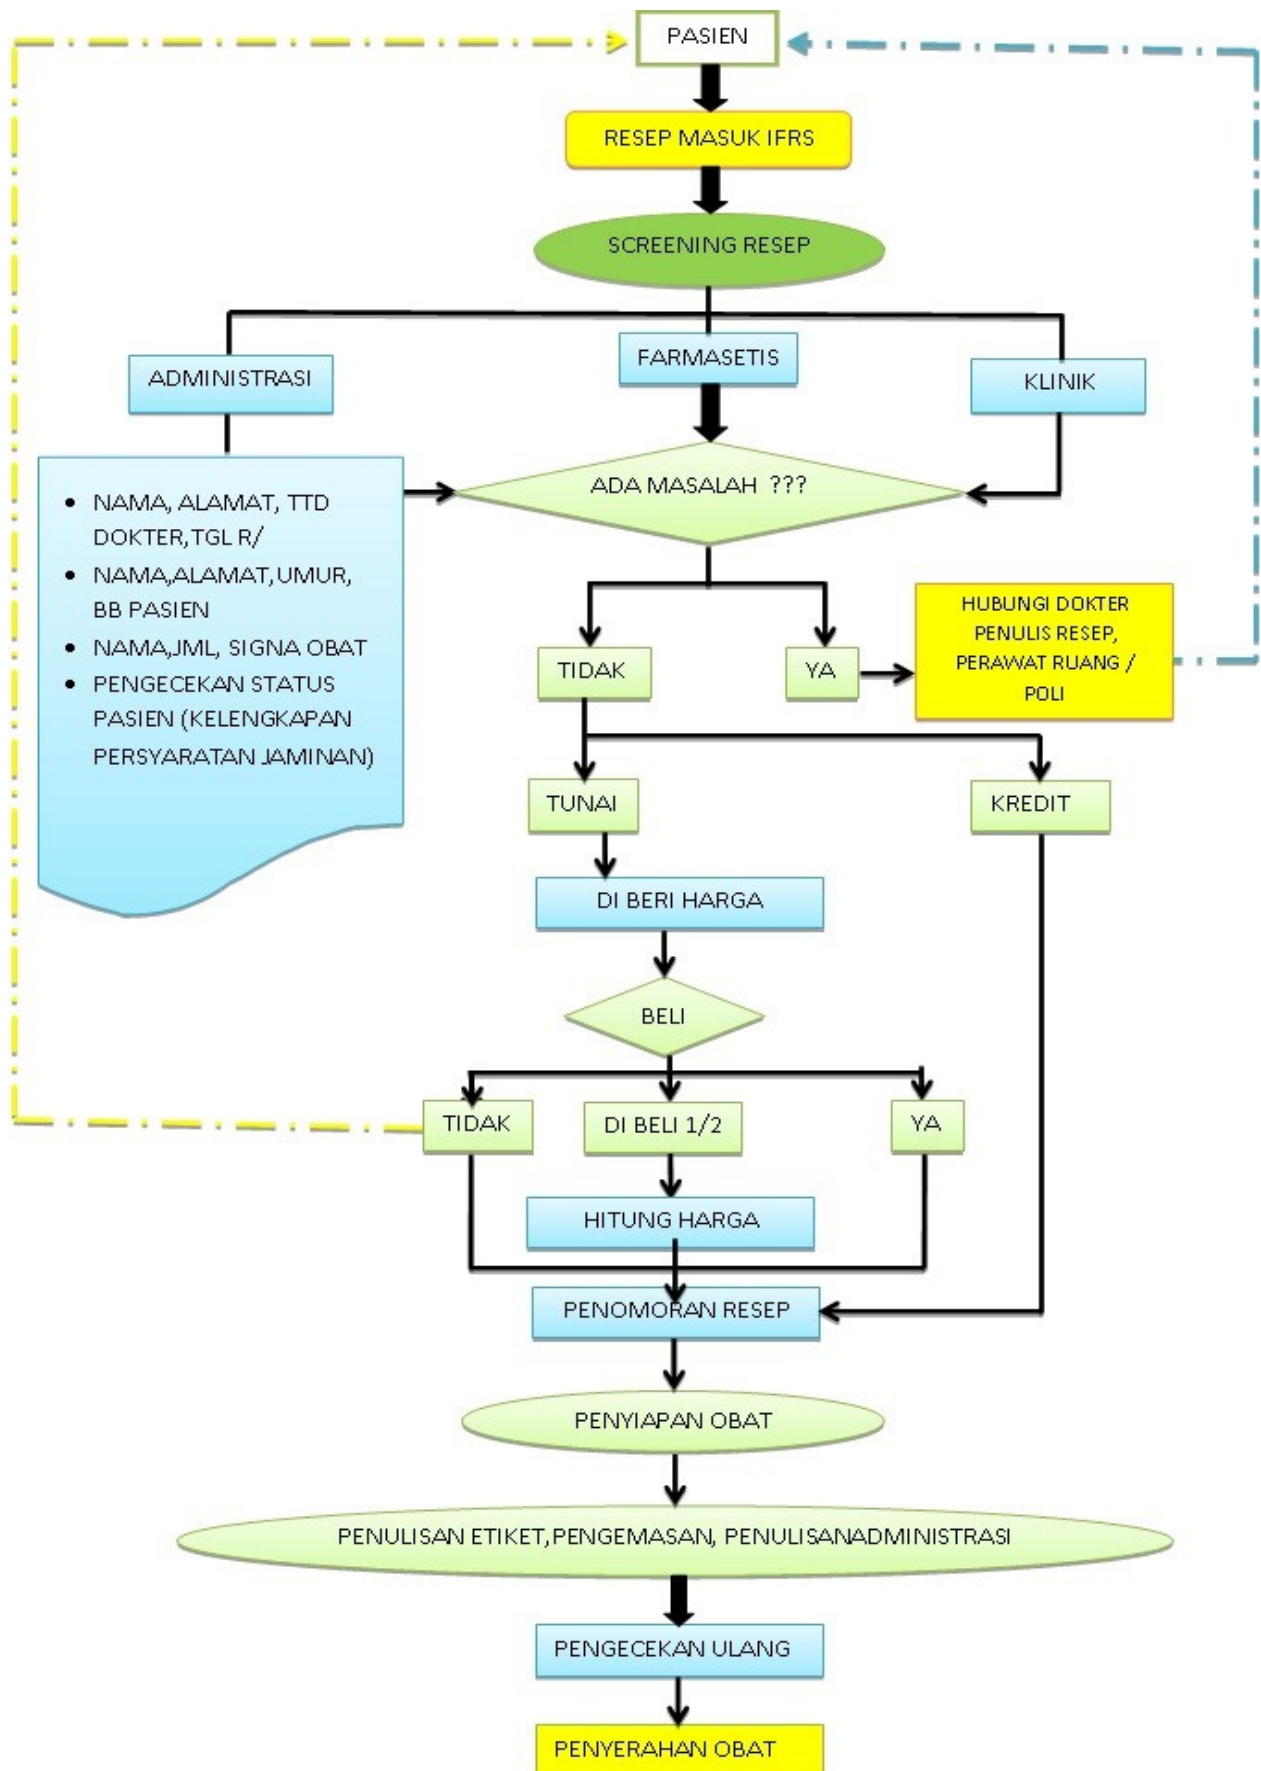 PASIEN
RESEP MASUK IFRS
SCREENING RESEP
ADMINISTRASI
FARMASETIS
KLINIK
• NAMA, ALAMAT, TTD
DOKTER,TGL R/
• NAMA,ALAMAT,UMUR,
BB PASIEN
• NAMA,JML, SIGNA OBAT
• PENGECEKAN STATUS
PASIEN (KELENGKAPAN
PERSYARATAN JAMINAN)
ADA MASALAH ???
TIDAK
YA
HUBUNGI DOKTER
PENULIS RESEP,
PERAWAT RUANG /
POLI
TUNAI
KREDIT
DI BERI HARGA
BELI
TIDAK
DI BELI 1/2
YA
HITUNG HARGA
PENOMORAN RESEP
PENYIAPAN OBAT
PENULISAN ETIKET,PENGEMASAN, PENULISANADMINISTRASI
PENGECEKAN ULANG
PENYERAHAN OBAT